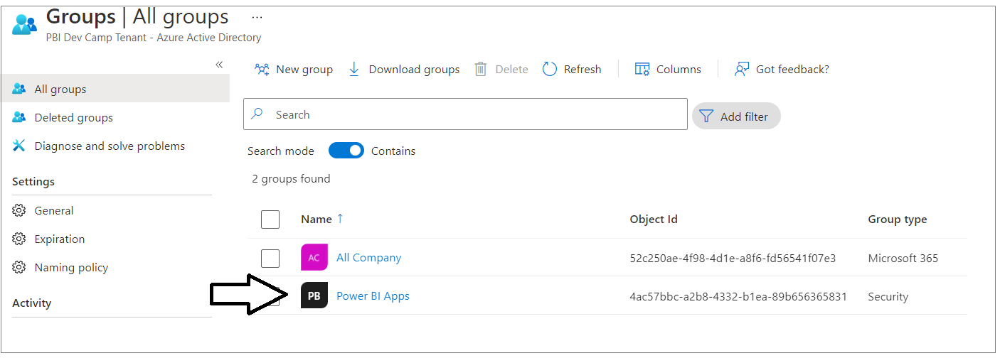 Groups | All groups ...
PBI Dev Camp Tenant - Azure Active Directory
«
All groups
Deleted groups
Diagnose and solve problems
Settings
General
Expiration
Naming policy
Activity
New group Download groups Delete Refresh Columns Got feedback?
Search Add filter
Search mode Contains
2 groups found
Name ↑ Object Id Group type
AC All Company 52c250ae-4f98-4d1e-a8f6-fd56541f07e3 Microsoft 365
PB Power BI Apps 4ac57bbc-a2b8-4332-b1ea-89b656365831 Security